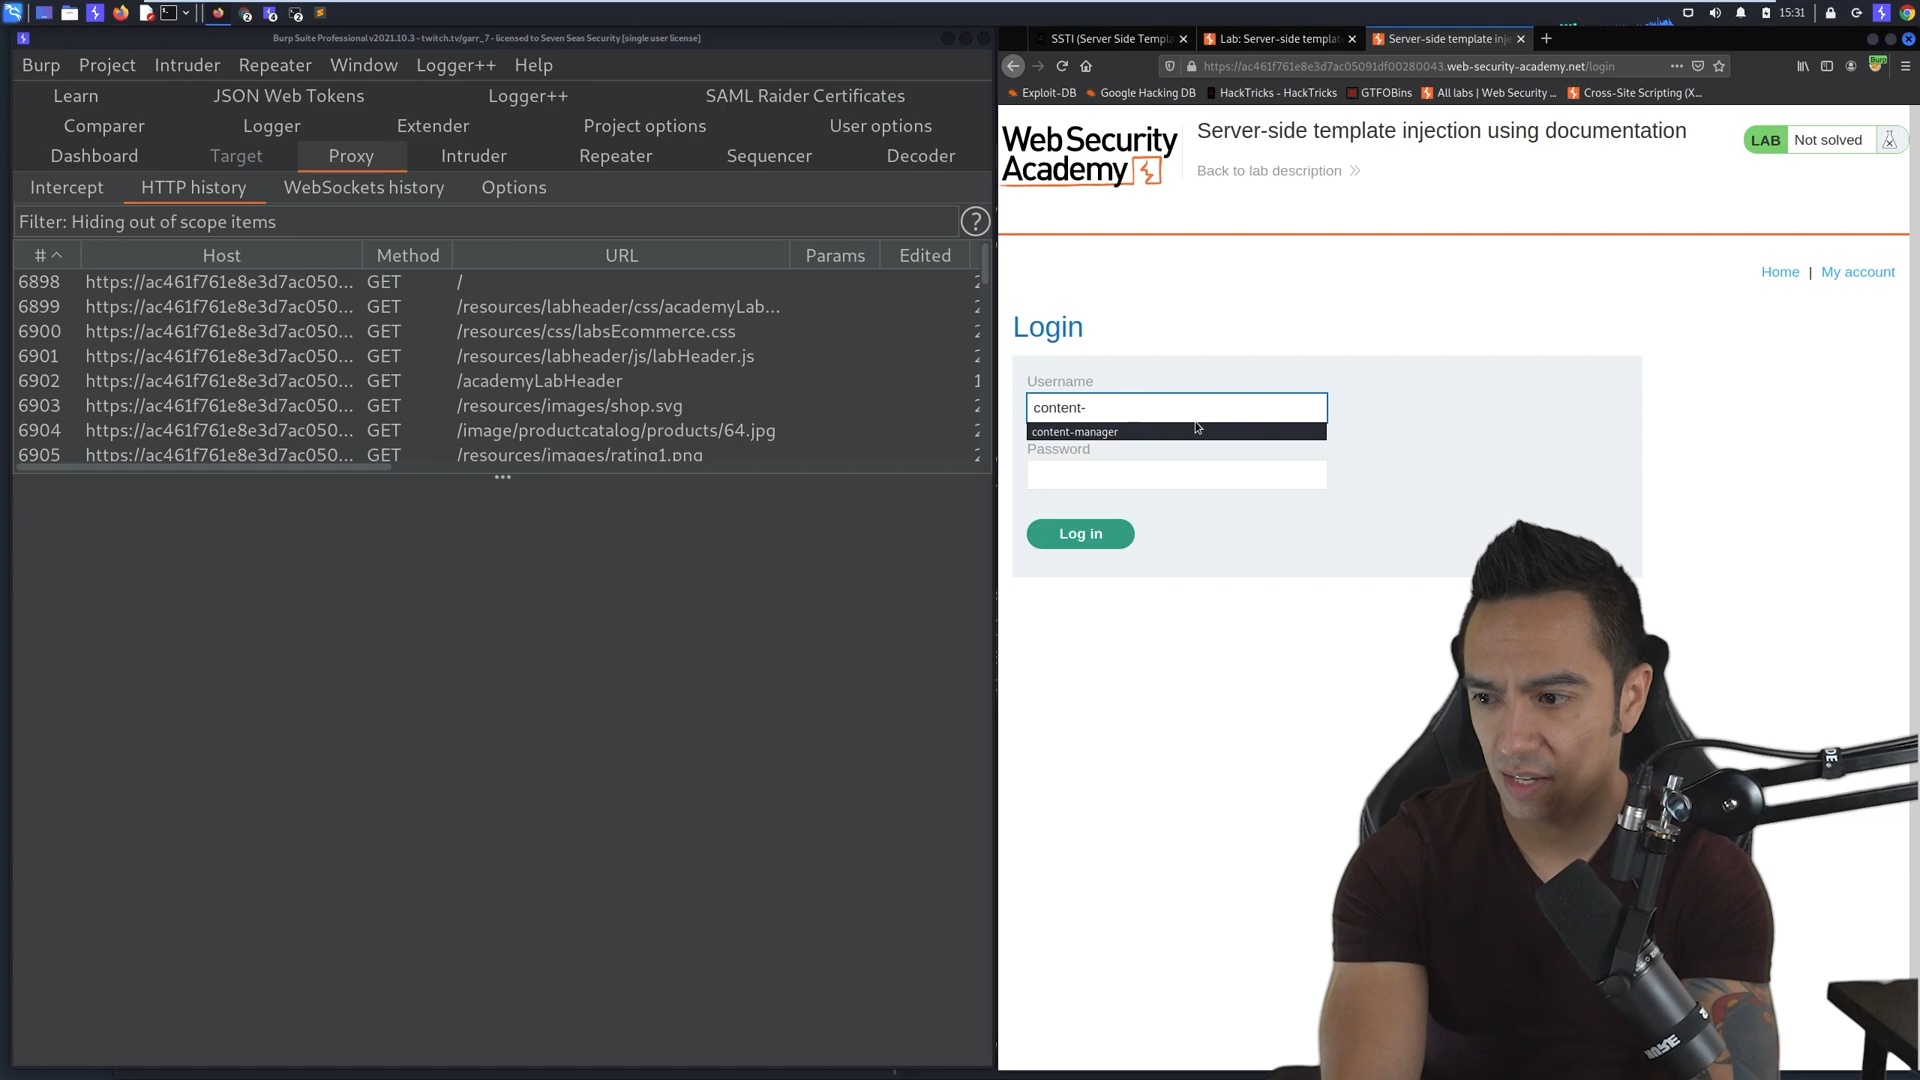 15:31
Burp Suite Professional v2021.10.3 - twitch.tv/garr_7 - licensed to Seven Seas Security [single user license]
Burp Project Intruder Repeater Window Logger++ Help
Learn JSON Web Tokens Logger++ SAML Raider Certificates
Comparer Logger Extender Project options User options
Dashboard Target Proxy Intruder Repeater Sequencer Decoder
Intercept HTTP history WebSockets history Options
Filter: Hiding out of scope items ?
# Host Method URL Params Edited
6898 https://ac461f761e8e3d7ac050... GET /
6899 https://ac461f761e8e3d7ac050... GET /resources/labheader/css/academyLab...
6900 https://ac461f761e8e3d7ac050... GET /resources/css/labsEcommerce.css
6901 https://ac461f761e8e3d7ac050... GET /resources/labheader/js/labHeader.js
6902 https://ac461f761e8e3d7ac050... GET /academyLabHeader
6903 https://ac461f761e8e3d7ac050... GET /resources/images/shop.svg
6904 https://ac461f761e8e3d7ac050... GET /image/productcatalog/products/64.jpg
6905 https://ac461f761e8e3d7ac050... GET /resources/images/rating1.png
SSTI (Server Side Templa Lab: Server-side templat Server-side template inj
https://ac461f761e8e3d7ac05091df00280043.web-security-academy.net/login
Burp
Exploit-DB Google Hacking DB HackTricks - HackTricks GTFOBins All labs | Web Security ... Cross-Site Scripting (X...
Web Security
Academy
Server-side template injection using documentation
Back to lab description
LAB Not solved
Home | My account
Login
Username
content-
content-manager
Password
Log in